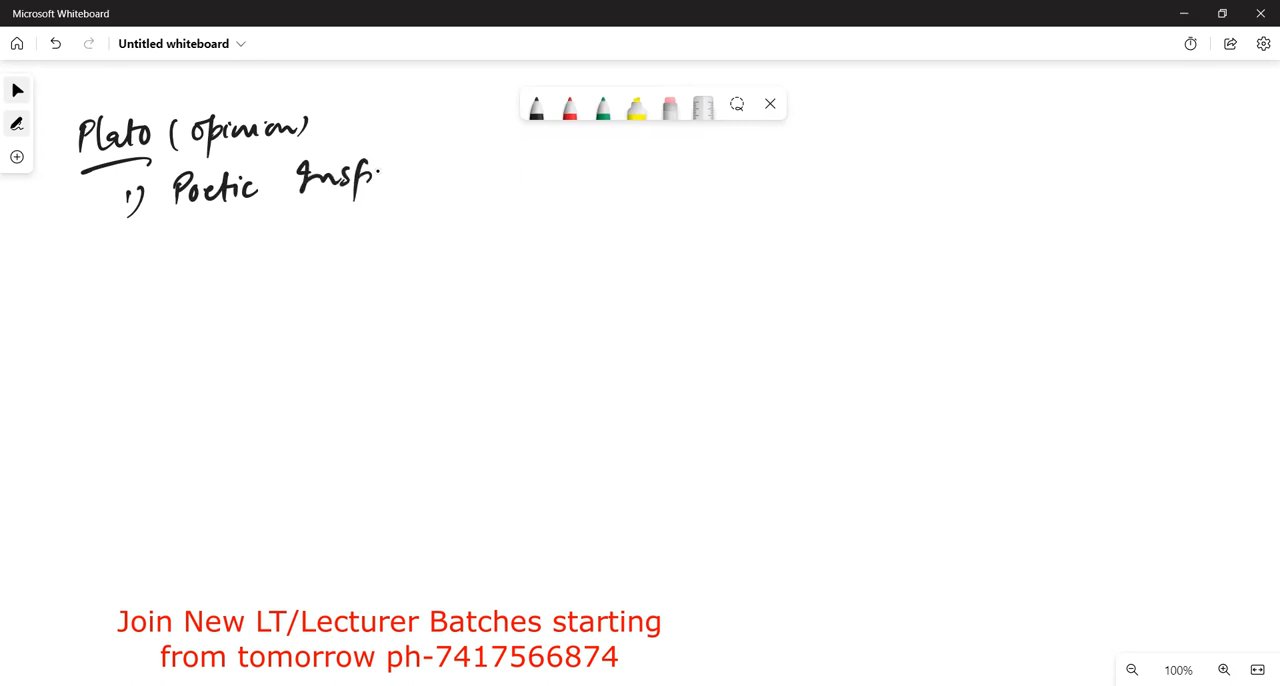 Microsoft Whiteboard
Untitled whiteboard
Plato (opinion)
1) Poetic Insp.
Join New LT/Lecturer Batches starting
from tomorrow ph-7417566874
100%